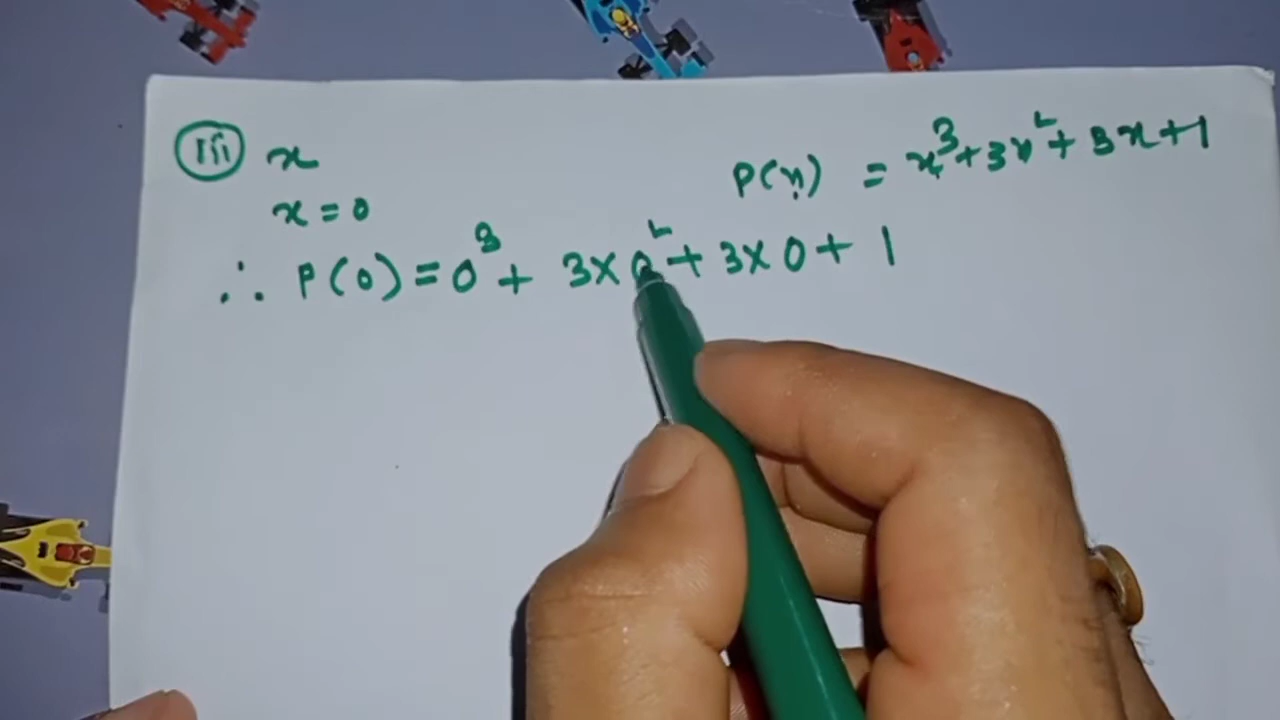 (iii) x
P(x) = x³ + 3x² + 3x + 1
x = 0
∴ P(0) = 0³ + 3×0² + 3×0 + 1